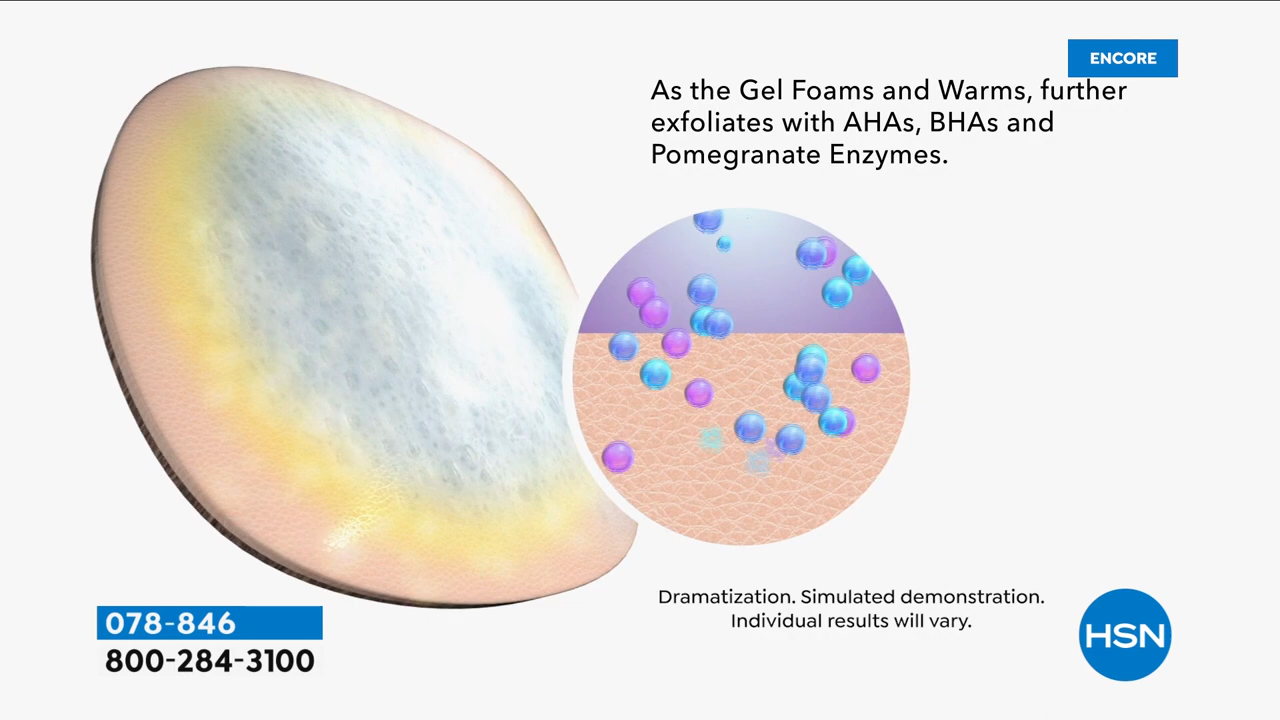 ENCORE
As the Gel Foams and Warms, further
exfoliates with AHAs, BHAs and
Pomegranate Enzymes.
Dramatization. Simulated demonstration.
Individual results will vary.
078-846
800-284-3100
HSN